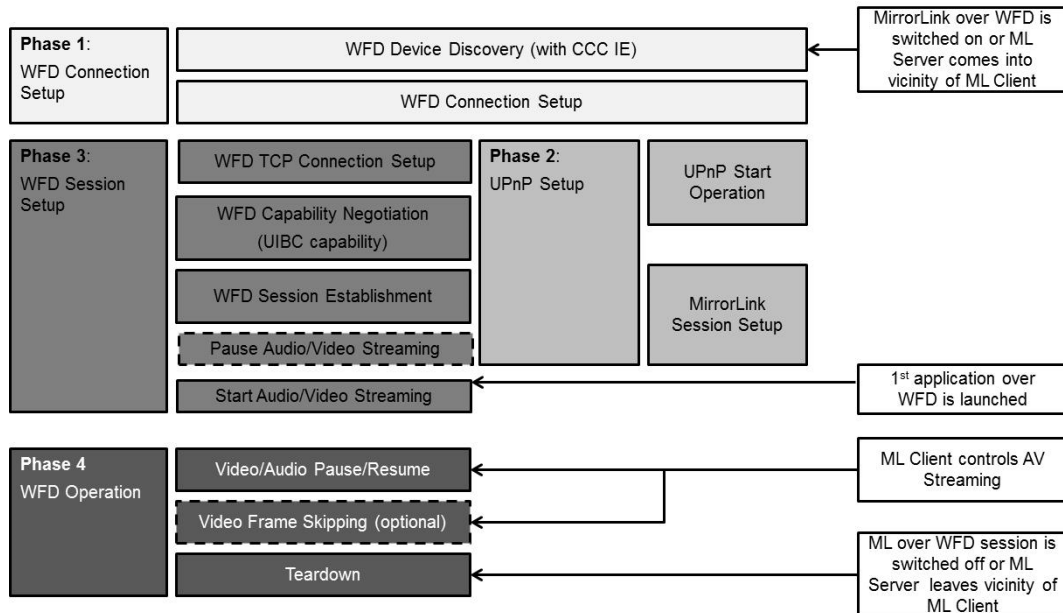 Phase 1:
WFD Connection
Setup
WFD Device Discovery (with CCC IE)
WFD Connection Setup
MirrorLink over WFD is
switched on or ML
Server comes into
vicinity of ML Client
Phase 3:
WFD Session
Setup
WFD TCP Connection Setup
WFD Capability Negotiation
(UIBC capability)
WFD Session Establishment
Pause Audio/Video Streaming
Start Audio/Video Streaming
Phase 2:
UPnP Setup
UPnP Start
Operation
MirrorLink
Session Setup
1st application over
WFD is launched
Phase 4
WFD Operation
Video/Audio Pause/Resume
Video Frame Skipping (optional)
Teardown
ML Client controls AV
Streaming
ML over WFD session is
switched off or ML
Server leaves vicinity of
ML Client